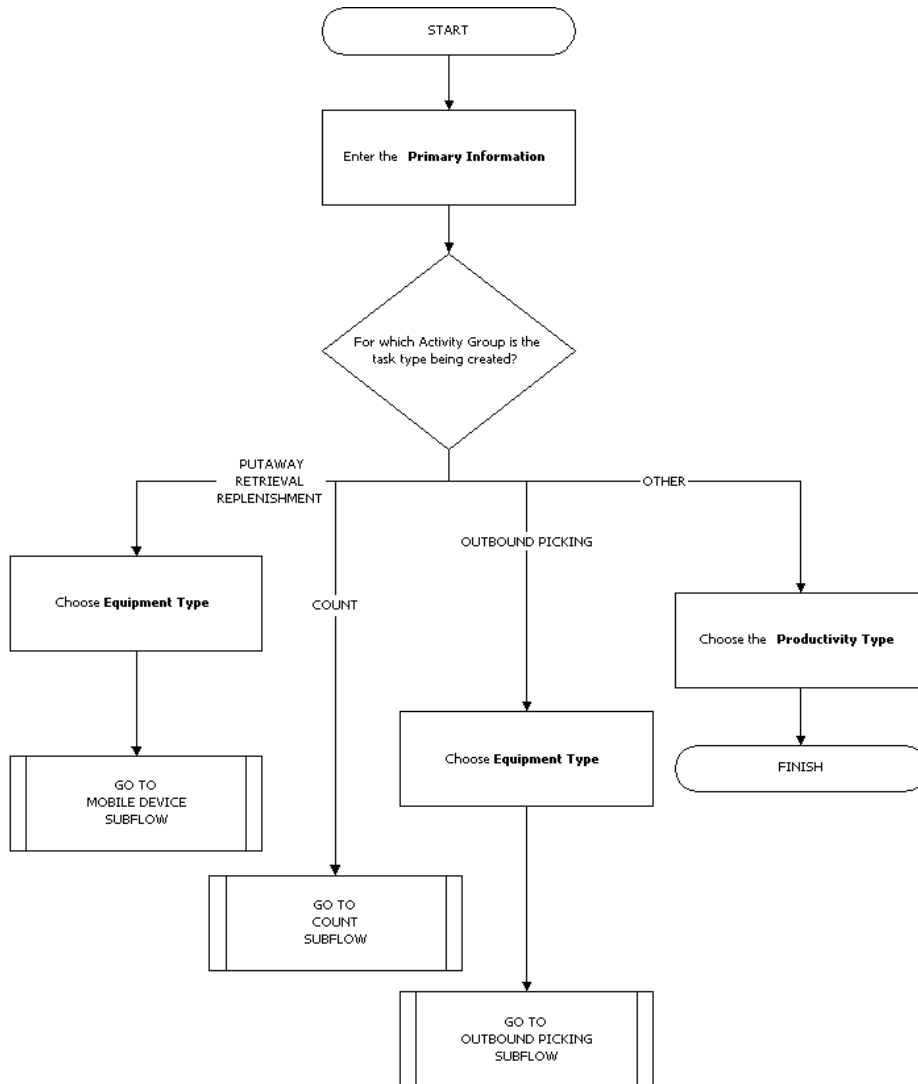 START
Enter the Primary Information
For which Activity Group is the
task type being created?
PUTAWAY
RETRIEVAL
REPLENISHMENT
OTHER
OUTBOUND PICKING
COUNT
Choose Equipment Type
Choose the Productivity Type
Choose Equipment Type
FINISH
GO TO
MOBILE DEVICE
SUBFLOW
GO TO
COUNT
SUBFLOW
GO TO
OUTBOUND PICKING
SUBFLOW